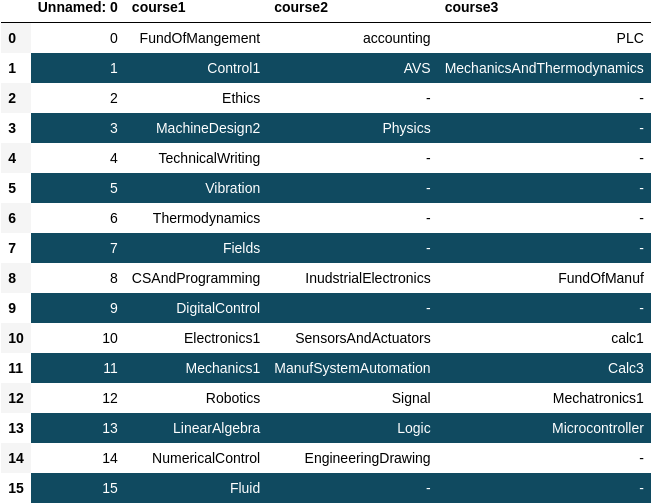 Unnamed: 0 course1 course2 course3
0 0 FundOfMangement accounting PLC
1 1 Control1 AVS MechanicsAndThermodynamics
2 2 Ethics - -
3 3 MachineDesign2 Physics -
4 4 TechnicalWriting - -
5 5 Vibration - -
6 6 Thermodynamics - -
7 7 Fields - -
8 8 CSAndProgramming InudstrialElectronics FundOfManuf
9 9 DigitalControl - -
10 10 Electronics1 SensorsAndActuators calc1
11 11 Mechanics1 ManufSystemAutomation Calc3
12 12 Robotics Signal Mechatronics1
13 13 LinearAlgebra Logic Microcontroller
14 14 NumericalControl EngineeringDrawing -
15 15 Fluid - -